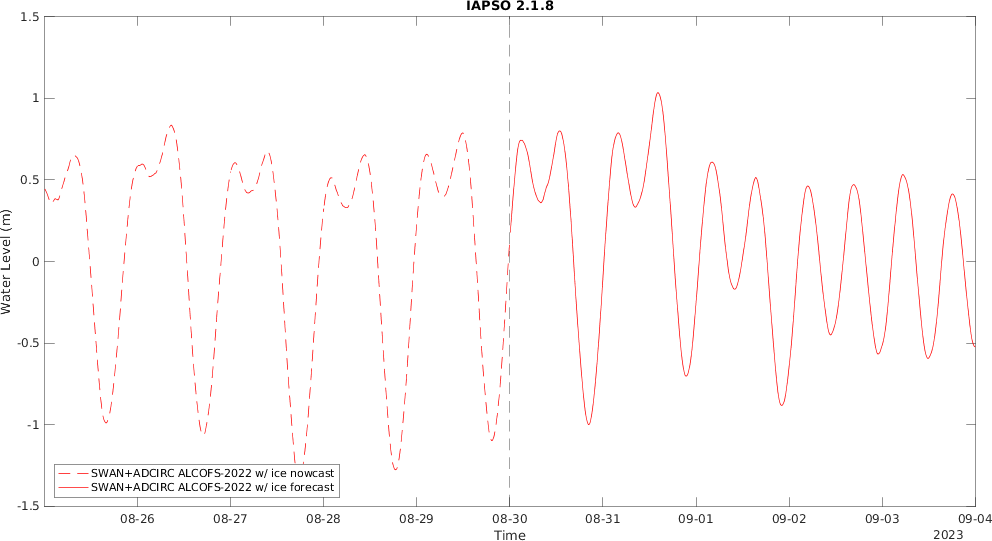 IAPSO 2.1.8
1.5
1
0.5
0
-0.5
-1
-1.5
Water Level (m)
SWAN+ADCIRC ALCOFS-2022 w/ ice nowcast
SWAN+ADCIRC ALCOFS-2022 w/ ice forecast
08-26 08-27 08-28 08-29 08-30 08-31 09-01 09-02 09-03 09-04
Time
2023